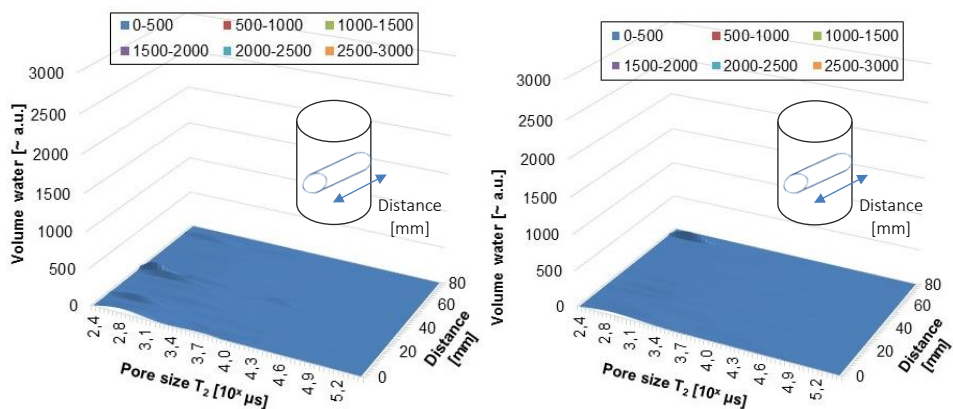 0-500 500-1000 1000-1500
1500-2000 2000-2500 2500-3000
Volume water [~ a.u.]
3000
2500
2000
1500
1000
500
0
Distance
[mm]
2,4 2,8 3,1 3,4 3,7 4,0 4,3 4,6 4,9 5,2
Pore size T₂ [10ˣ µs]
0 20 40 60 80
Distance
[mm]
0-500 500-1000 1000-1500
1500-2000 2000-2500 2500-3000
Volume water [~ a.u.]
3000
2500
2000
1500
1000
500
0
Distance
[mm]
2,4 2,8 3,1 3,4 3,7 4,0 4,3 4,6 4,9 5,2
Pore size T₂ [10ˣ µs]
0 20 40 60 80
Distance
[mm]